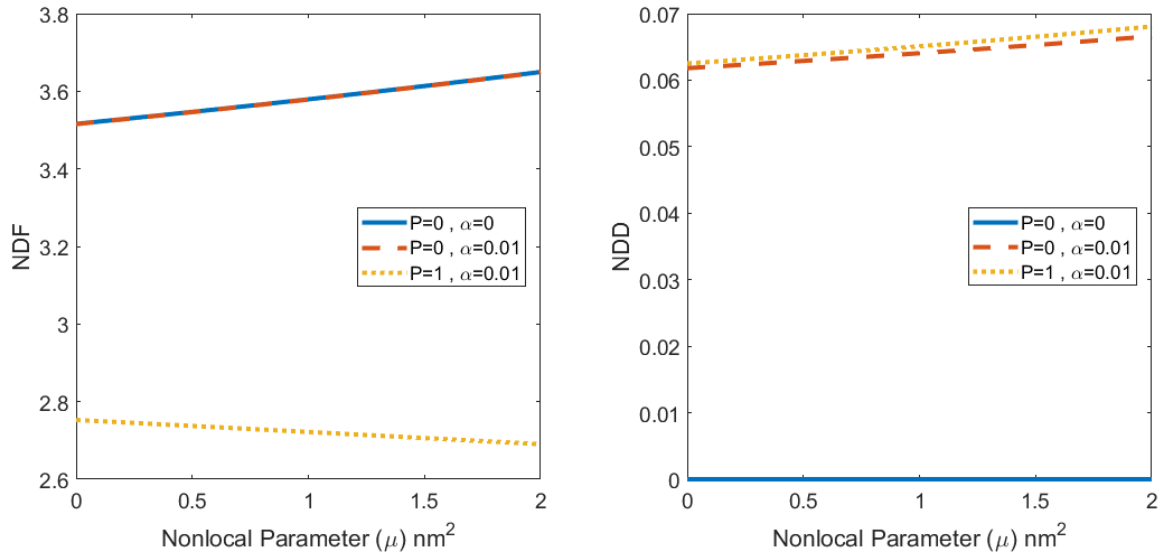 3.8
3.6
3.4
3.2
3
2.8
2.6
NDF
0
0.5
1
1.5
2
Nonlocal Parameter (μ) nm²
P=0 , α=0
P=0 , α=0.01
P=1 , α=0.01
0.07
0.06
0.05
0.04
0.03
0.02
0.01
0
NDD
0
0.5
1
1.5
2
Nonlocal Parameter (μ) nm²
P=0 , α=0
P=0 , α=0.01
P=1 , α=0.01